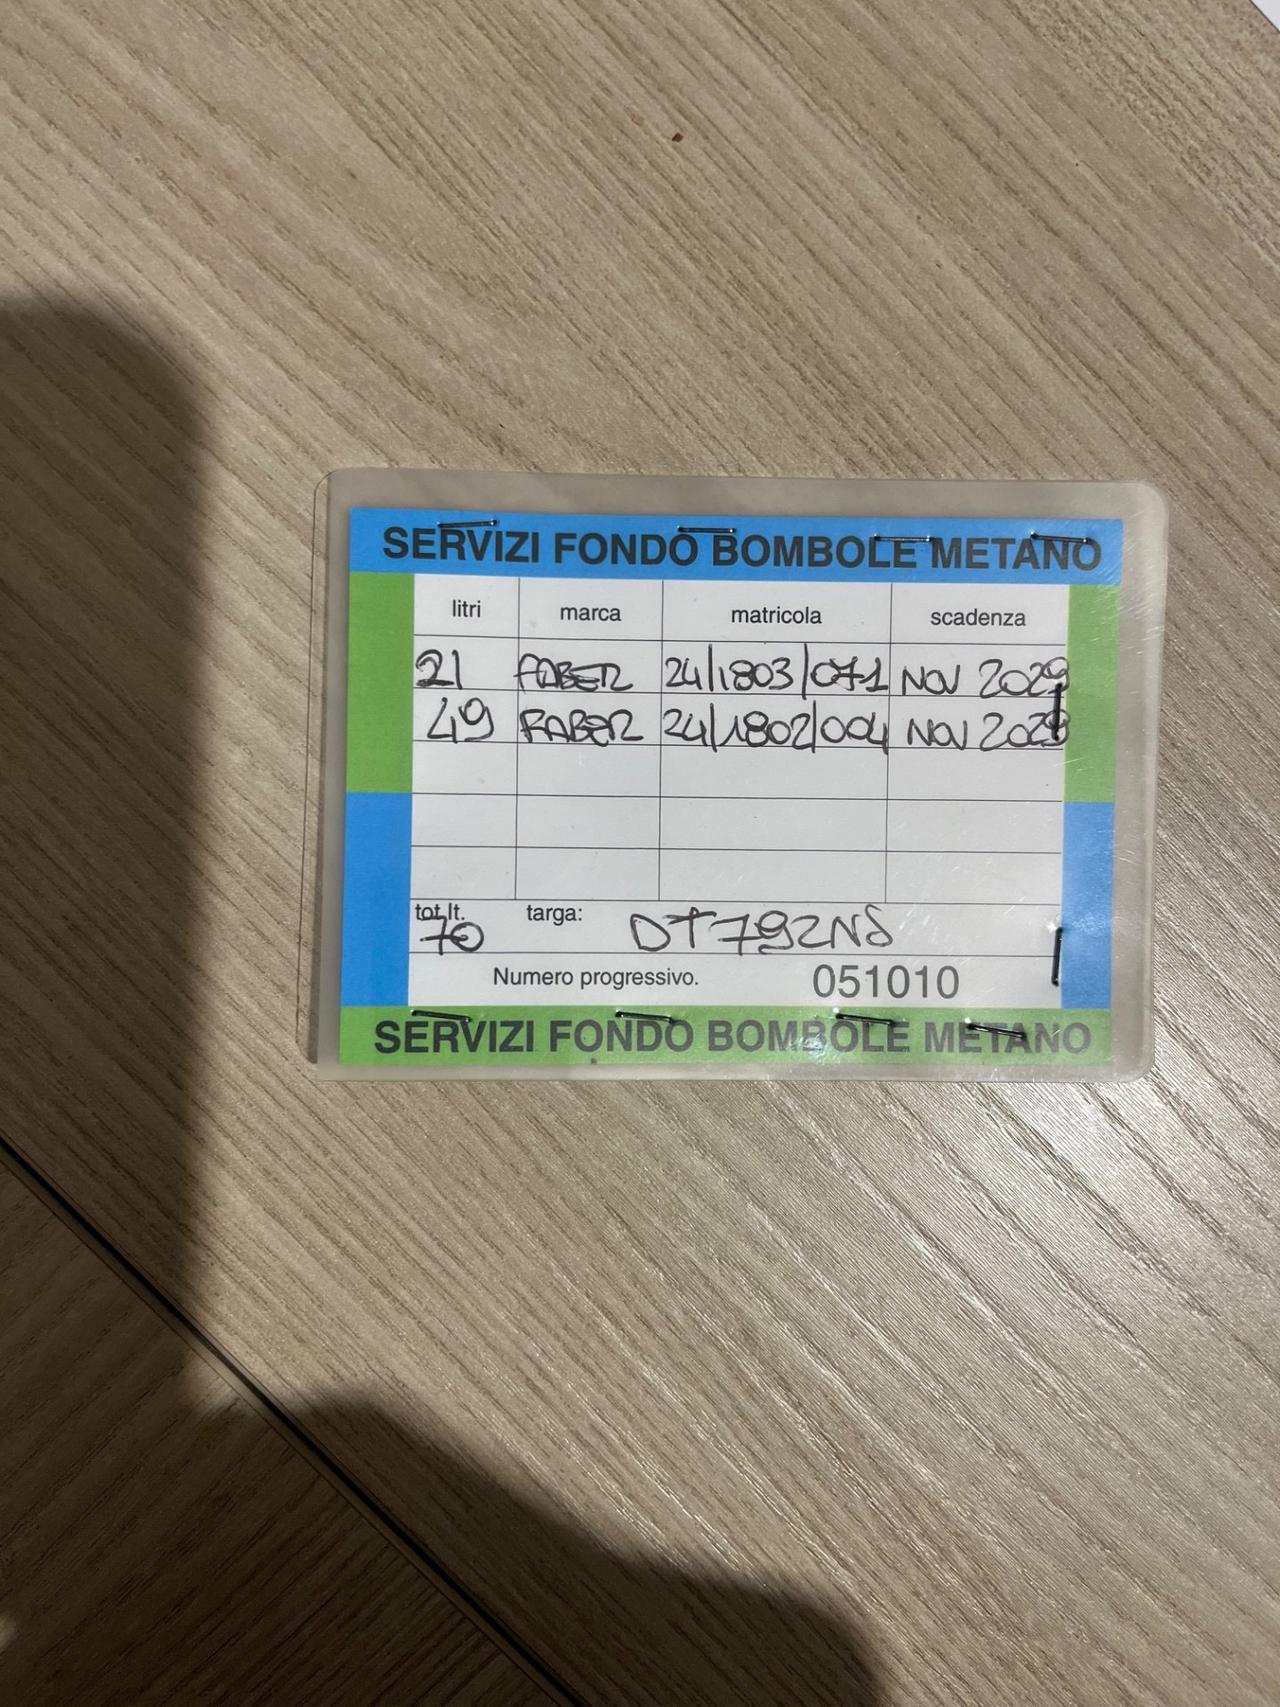 SERVIZI FONDO BOMBOLE METANO
litri marca matricola scadenza
21 FABER 24/1803/071 NOV 2029
49 FABER 24/1802/004 NOV 2029
tot.lt. 70 targa: DT792NS
Numero progressivo. 051010
SERVIZI FONDO BOMBOLE METANO